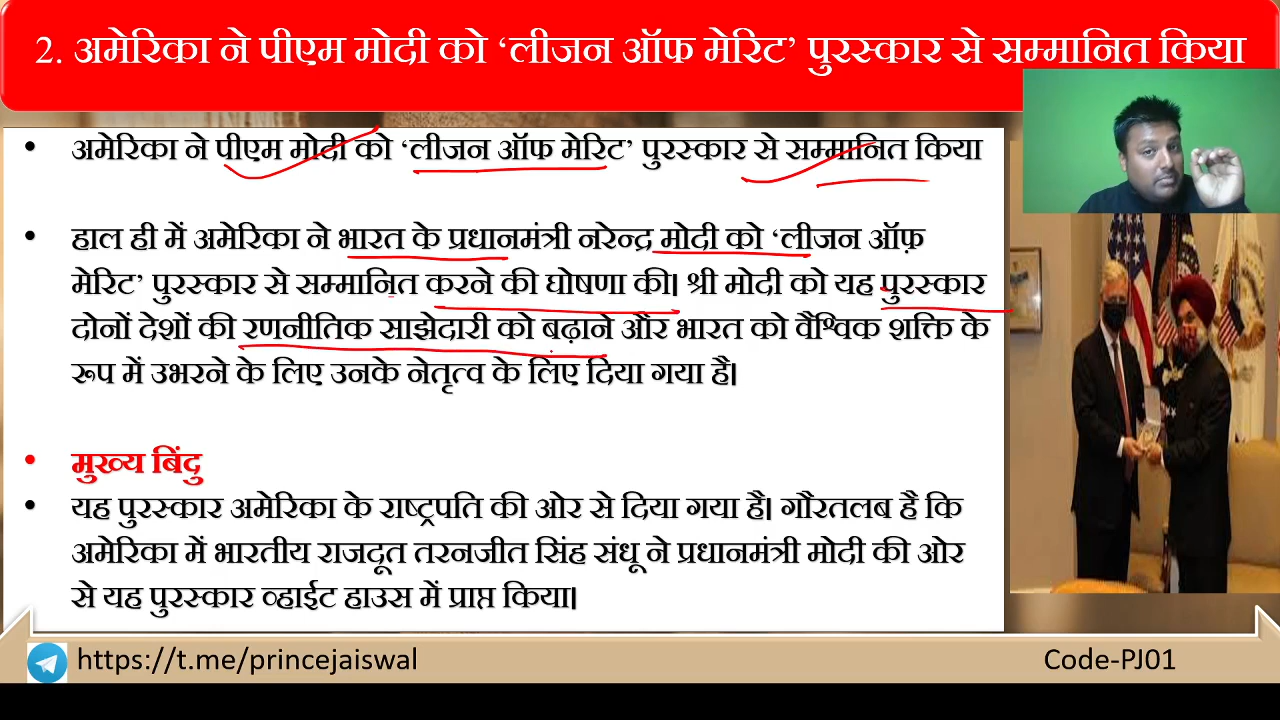 2. अमेरिका ने पीएम मोदी को ‘लीजन ऑफ मेरिट’ पुरस्कार से सम्मानित किया
• अमेरिका ने पीएम मोदी को ‘लीजन ऑफ मेरिट’ पुरस्कार से सम्मानित किया
• हाल ही में अमेरिका ने भारत के प्रधानमंत्री नरेन्द्र मोदी को ‘लीजन ऑफ़
मेरिट’ पुरस्कार से सम्मानित करने की घोषणा की। श्री मोदी को यह पुरस्कार
दोनों देशों की रणनीतिक साझेदारी को बढ़ाने और भारत को वैश्विक शक्ति के
रूप में उभरने के लिए उनके नेतृत्व के लिए दिया गया है।
• मुख्य बिंदु
• यह पुरस्कार अमेरिका के राष्ट्रपति की ओर से दिया गया है। गौरतलब है कि
अमेरिका में भारतीय राजदूत तरनजीत सिंह संधू ने प्रधानमंत्री मोदी की ओर
से यह पुरस्कार व्हाईट हाउस में प्राप्त किया।
https://t.me/princejaiswal
Code-PJ01